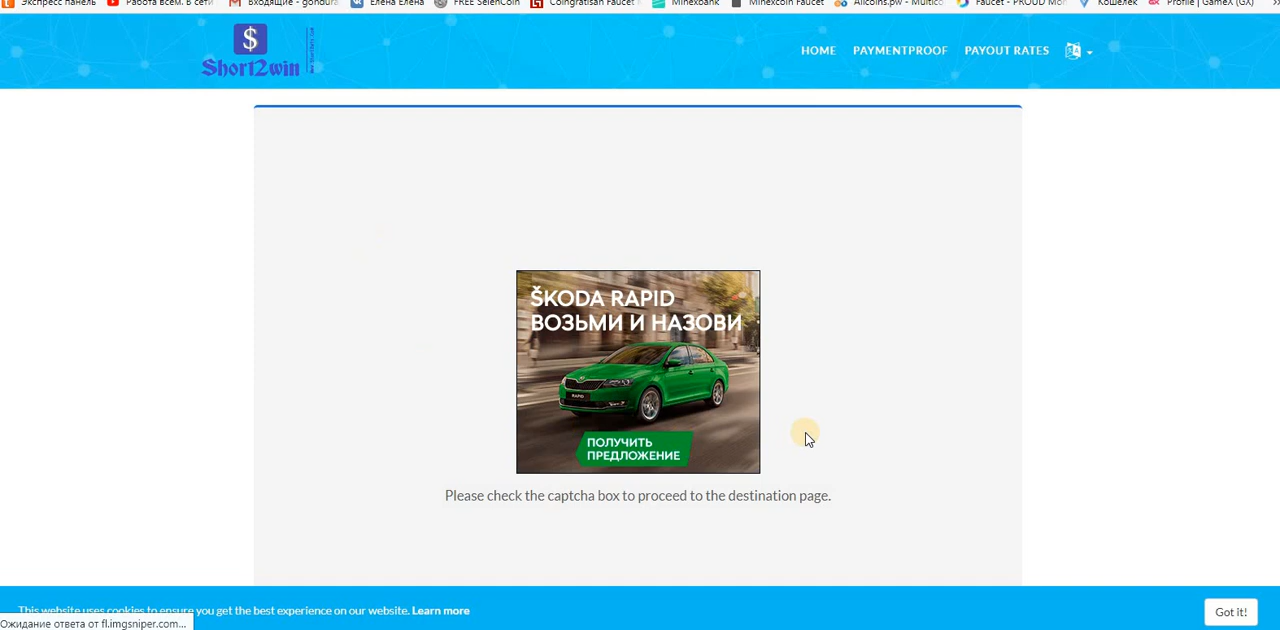 Экспресс панель
Работа всем. В сети
Входящие - gondura
Елена Елена
FREE SelenCoin
Coingratisan Faucet
Minexbank
Minexcoin Faucet
Allcoins.pw - Multico
Faucet - PROUD Mon
Кошелек
Profile | GameX (GX)
$
Short2win
HOME
PAYMENTPROOF
PAYOUT RATES
ŠKODA RAPID
ВОЗЬМИ И НАЗОВИ
RAPID
ПОЛУЧИТЬ
ПРЕДЛОЖЕНИЕ
Please check the captcha box to proceed to the destination page.
This website uses cookies to ensure you get the best experience on our website. Learn more
Got it!
Ожидание ответа от fl.imgsniper.com...